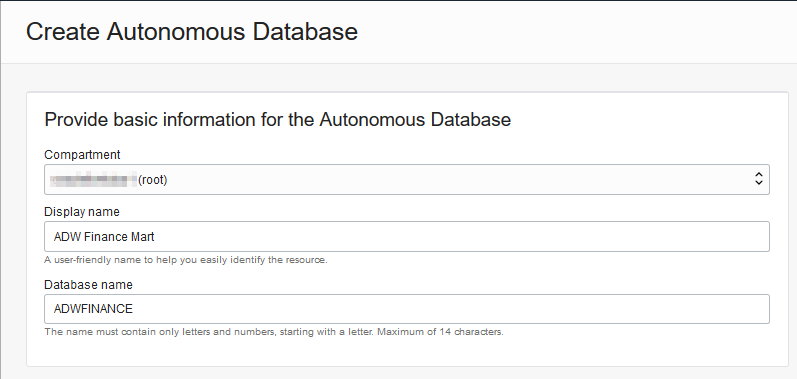 Create Autonomous Database
Provide basic information for the Autonomous Database
Compartment
(root)
Display name
ADW Finance Mart
A user-friendly name to help you easily identify the resource.
Database name
ADWFINANCE
The name must contain only letters and numbers, starting with a letter. Maximum of 14 characters.